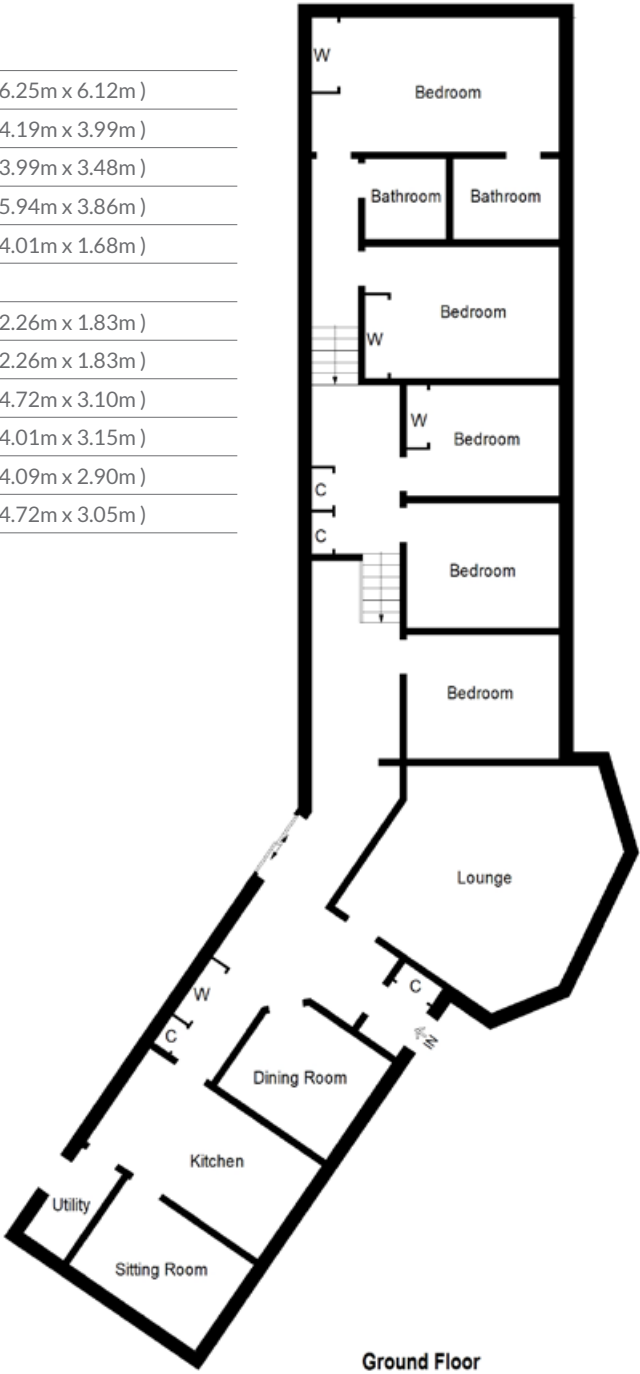 6.25m x 6.12m )
4.19m x 3.99m )
3.99m x 3.48m )
5.94m x 3.86m )
4.01m x 1.68m )
2.26m x 1.83m )
2.26m x 1.83m )
4.72m x 3.10m )
4.01m x 3.15m )
4.09m x 2.90m )
4.72m x 3.05m )
W
Bedroom
Bathroom
Bathroom
Bedroom
W
W
Bedroom
C
C
Bedroom
Bedroom
Lounge
C
W
IN
C
Dining Room
Kitchen
Utility
Sitting Room
Ground Floor